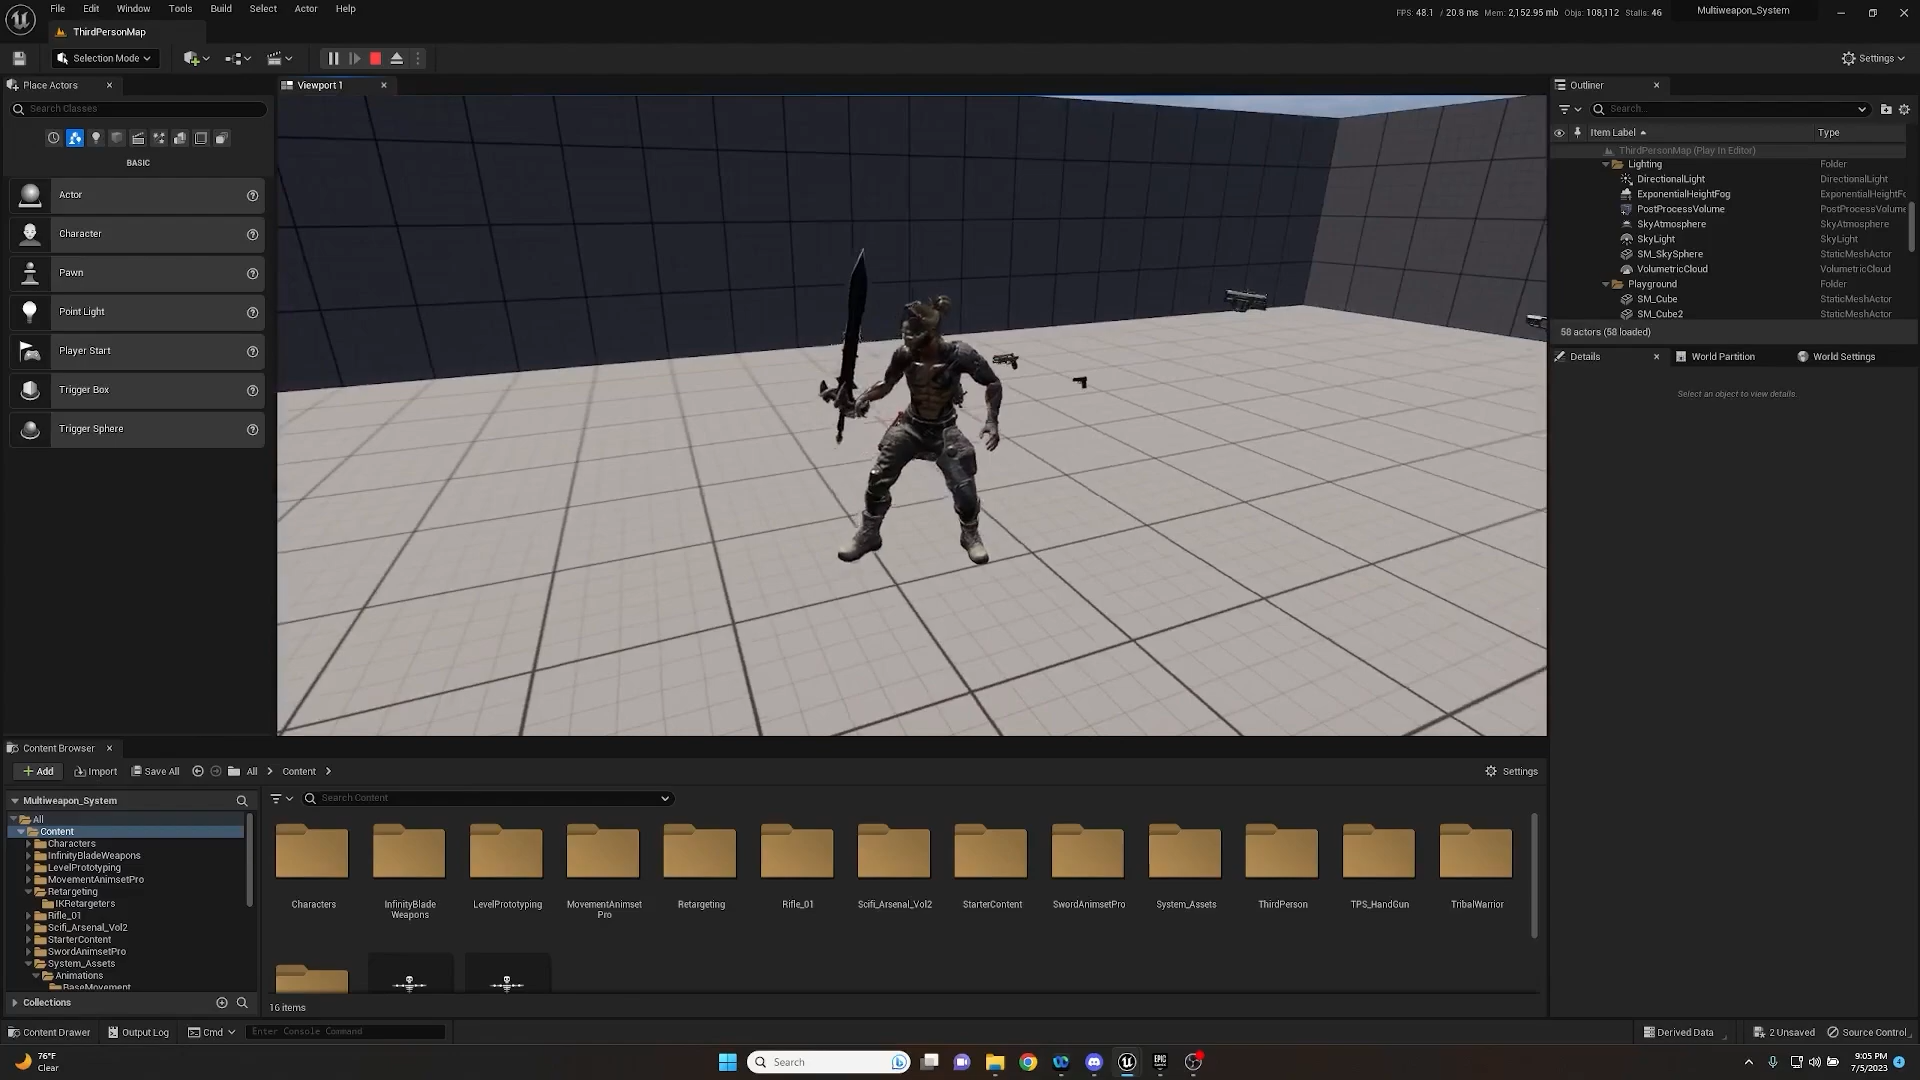 File Edit Window Tools Build Select Actor Help
FPS: 48.1 / 20.8 ms Mem: 2,152.95 mb Objs: 108,112 Stalls: 46
Multiweapon_System
ThirdPersonMap
Selection Mode
Settings
Place Actors
Viewport 1
Outliner
Search Classes
Search...
BASIC
Item Label
Type
ThirdPersonMap (Play In Editor)
Lighting Folder
DirectionalLight DirectionalLight
ExponentialHeightFog ExponentialHeightFo
PostProcessVolume PostProcessVolume
SkyAtmosphere SkyAtmosphere
SkyLight SkyLight
SM_SkySphere StaticMeshActor
VolumetricCloud VolumetricCloud
Playground Folder
SM_Cube StaticMeshActor
SM_Cube2 StaticMeshActor
58 actors (58 loaded)
Details
World Partition
World Settings
Select an object to view details.
Actor
Character
Pawn
Point Light
Player Start
Trigger Box
Trigger Sphere
Content Browser
Add Import Save All All Content
Settings
Multiweapon_System
Search Content
All
Content
Characters
InfinityBladeWeapons
LevelPrototyping
MovementAnimsetPro
Retargeting
IKRetargeters
Rifle_01
Scifi_Arsenal_Vol2
StarterContent
SwordAnimsetPro
System_Assets
Animations
BaseMovement
Collections
Characters
InfinityBlade
Weapons
LevelPrototyping
MovementAnimset
Pro
Retargeting
Rifle_01
Scifi_Arsenal_Vol2
StarterContent
SwordAnimsetPro
System_Assets
ThirdPerson
TPS_HandGun
TribalWarrior
16 items
Content Drawer Output Log Cmd Enter Console Command
Derived Data 2 Unsaved Source Control
76°F
Clear
Search
EPIC
9:05 PM
7/5/2023
4